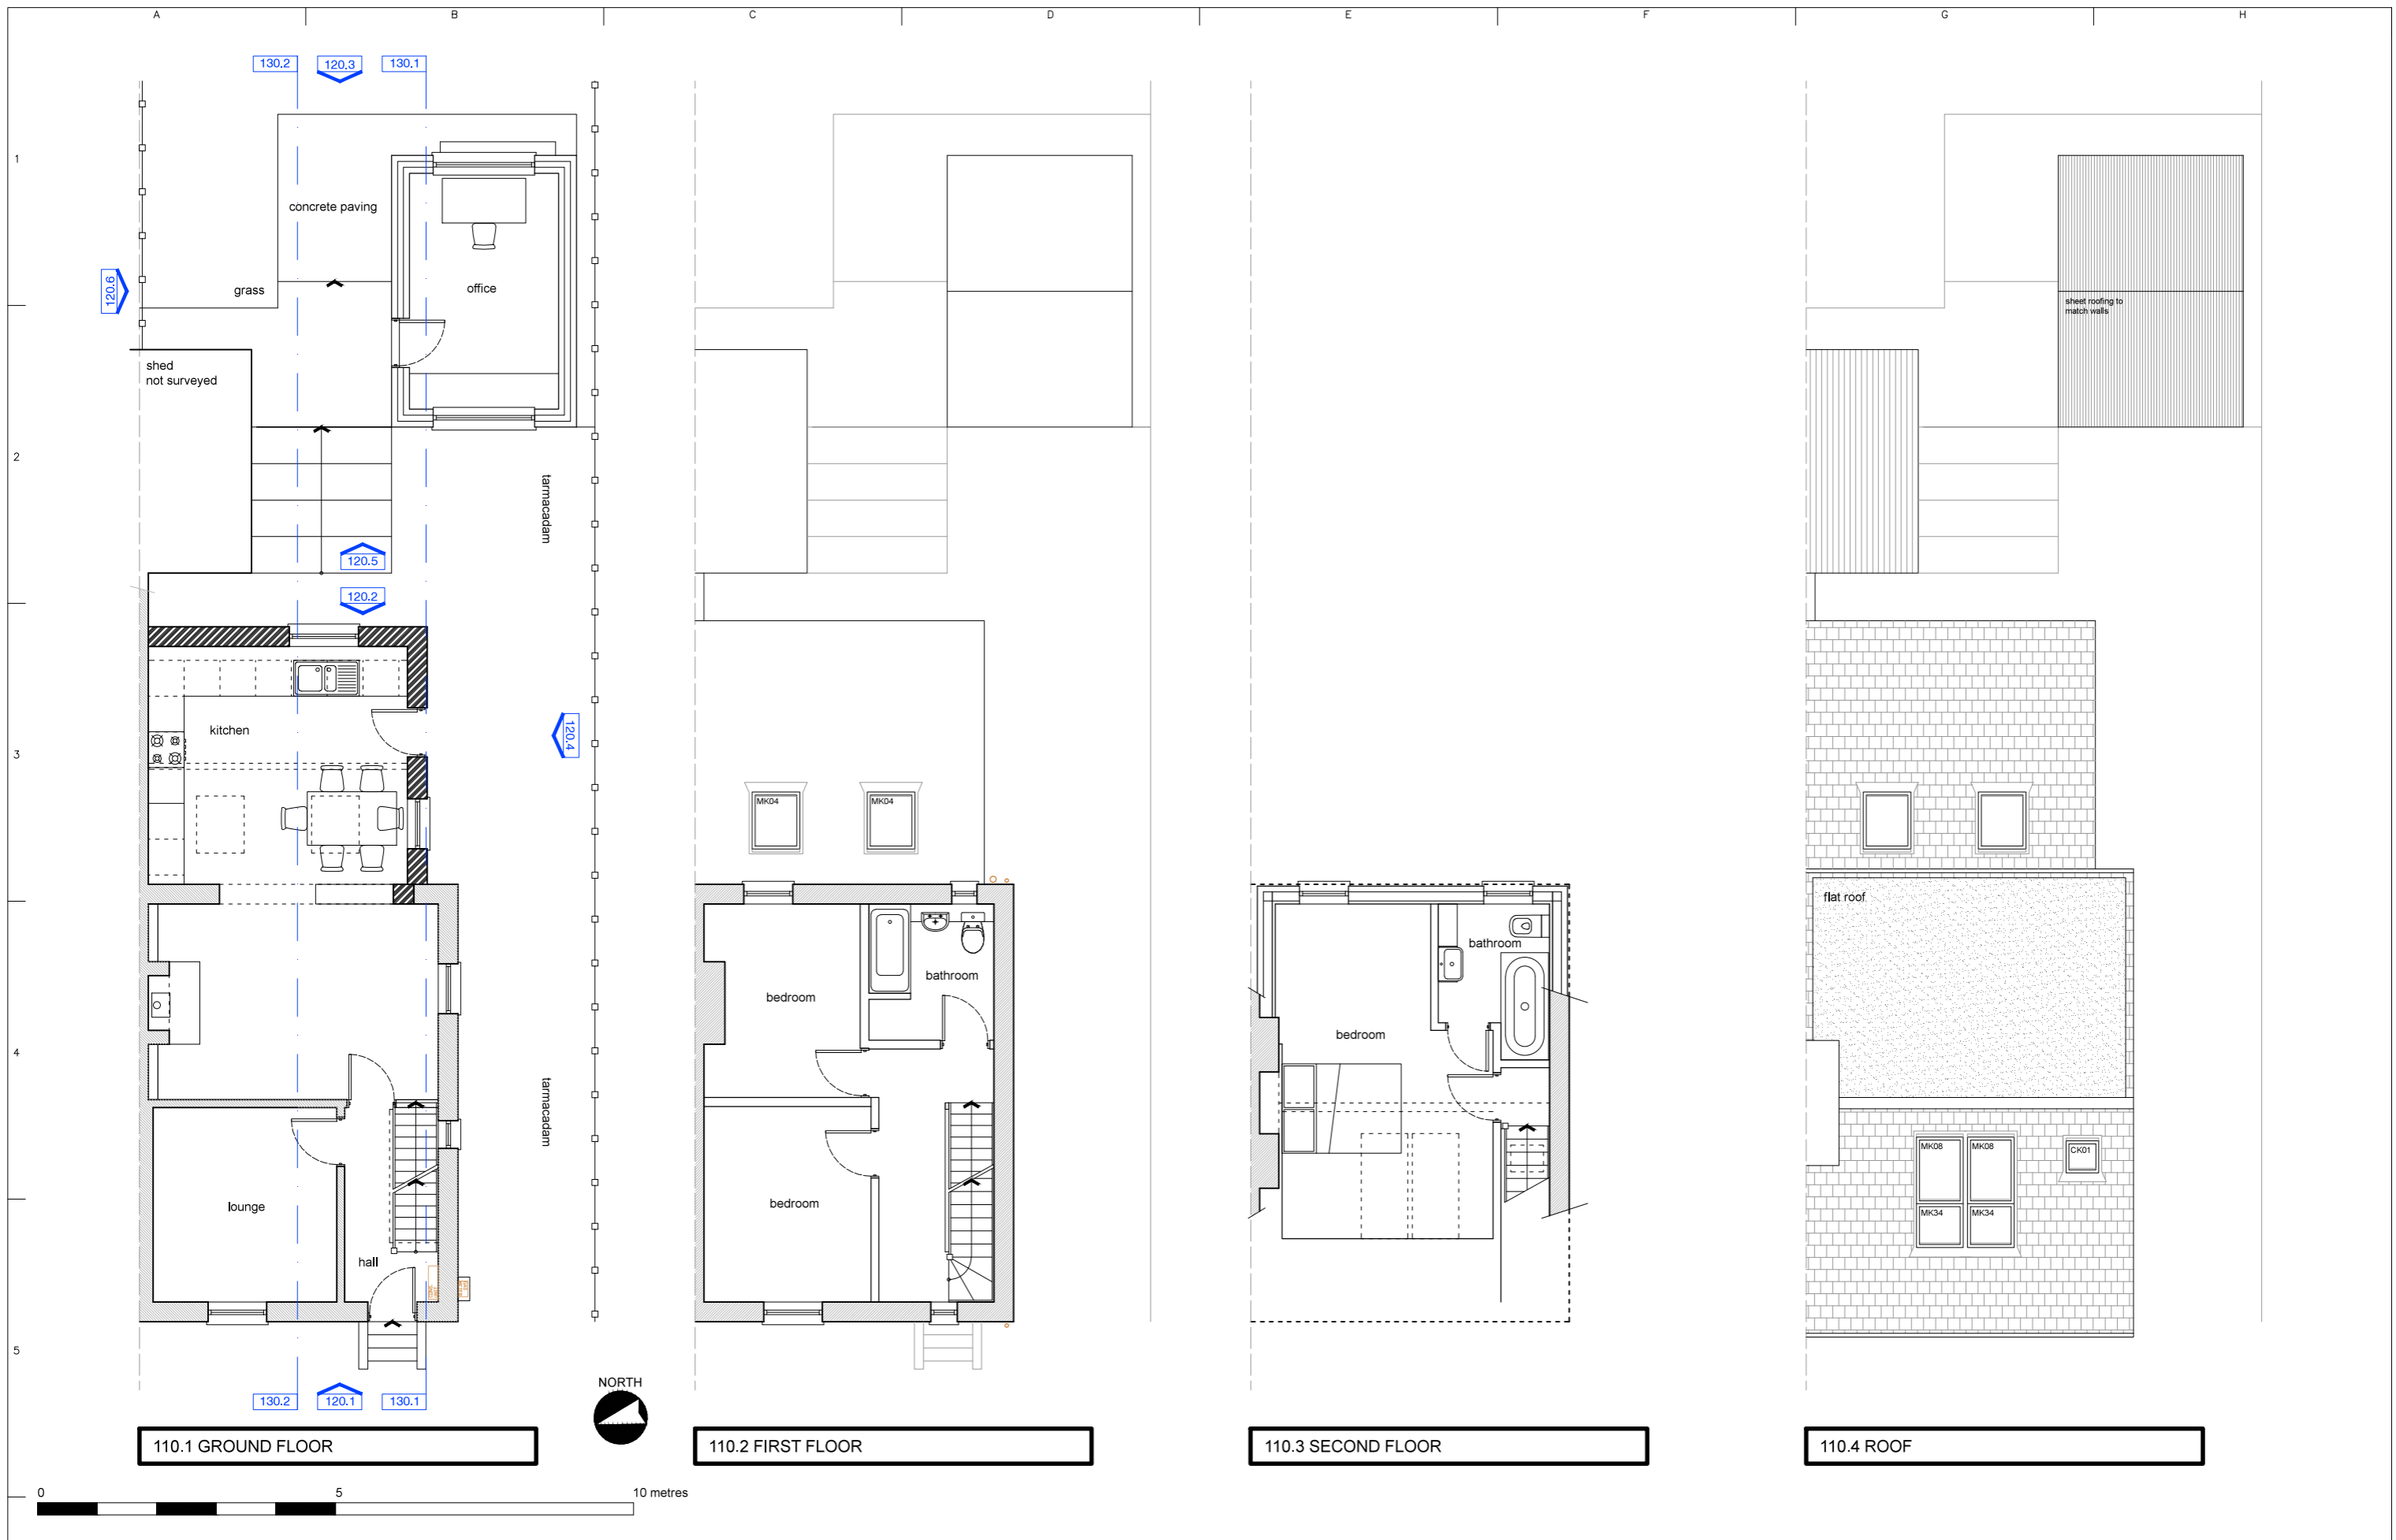 A B C D E F G H
130.2
120.3
130.1
1
concrete paving
120.6
grass
office
sheet roofing to
match walls
shed
not surveyed
2
tarmacadam
120.5
120.2
kitchen
120.4
3
MK04
MK04
flat roof
bathroom
bathroom
bedroom
bedroom
4
tarmacadam
MK08
MK08
CK01
lounge
bedroom
MK34
MK34
hall
5
NORTH
130.2
120.1
130.1
110.1 GROUND FLOOR
110.2 FIRST FLOOR
110.3 SECOND FLOOR
110.4 ROOF
0 5 10 metres